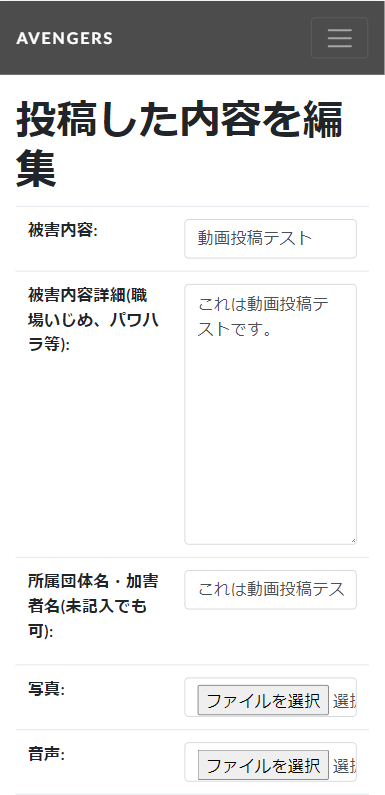 AVENGERS
投稿した内容を編
集
被害内容:
動画投稿テスト
被害内容詳細(職
場いじめ、パワハ
ラ等):
これは動画投稿テ
ストです。
所属団体名・加害
者名(未記入でも
可):
これは動画投稿テス
写真:
ファイルを選択 選
音声:
ファイルを選択 選